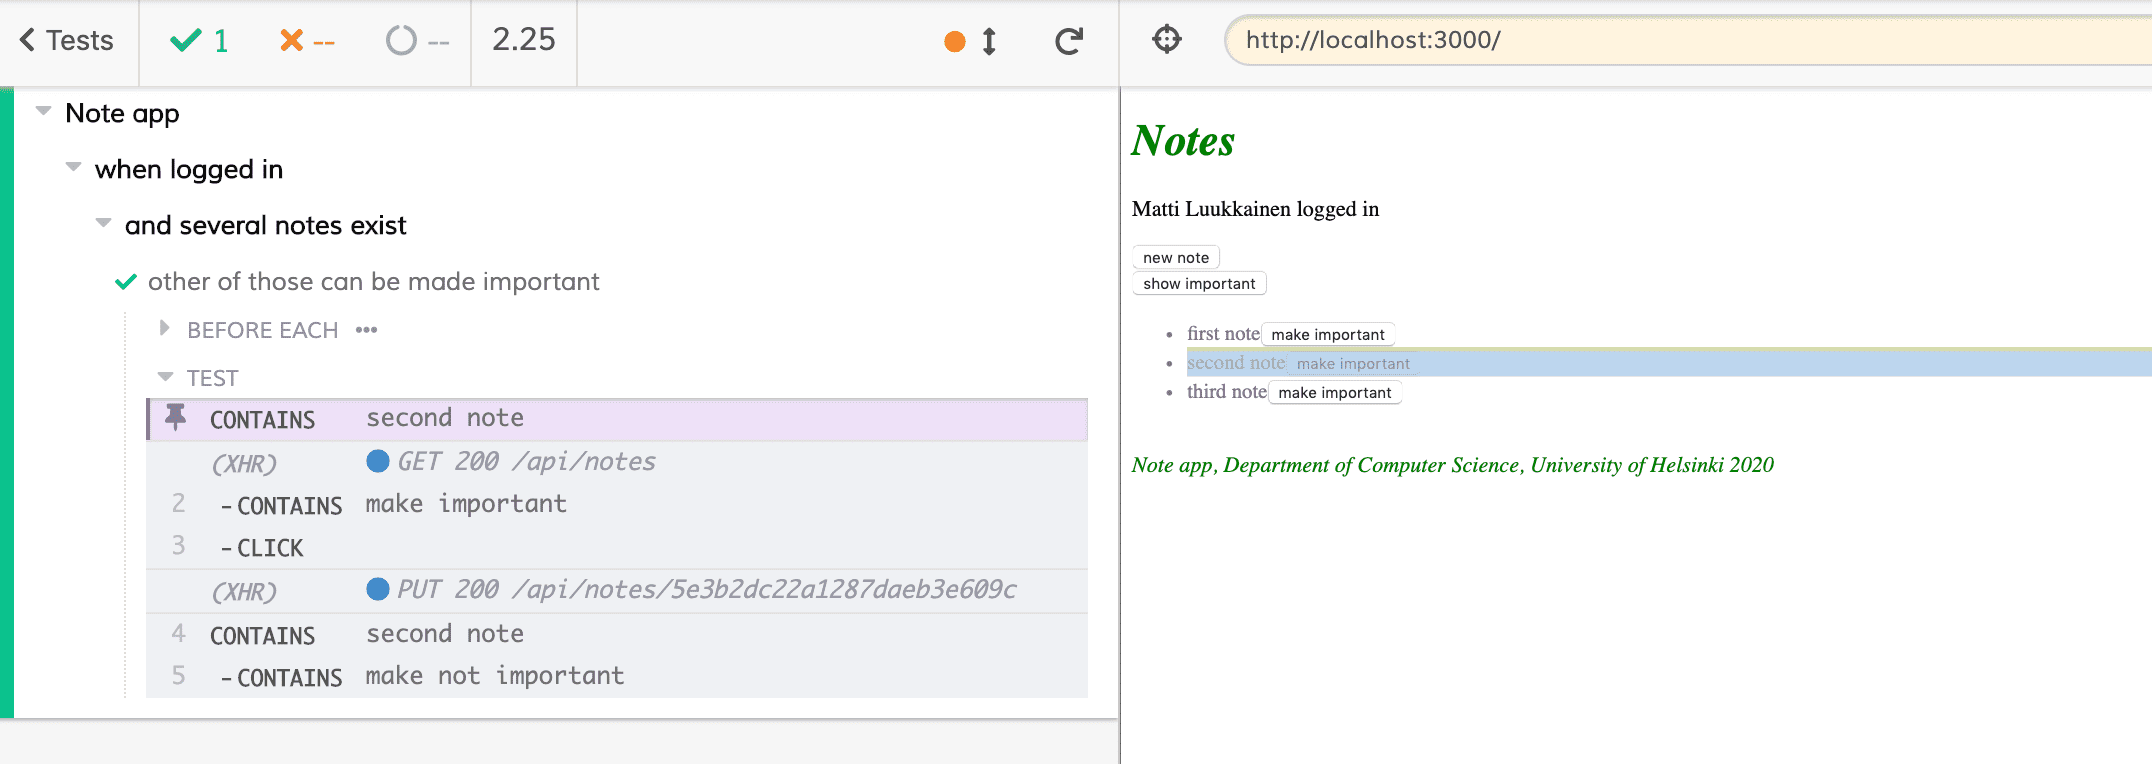 Tests 1 -- -- 2.25
http://localhost:3000/
Note app
when logged in
and several notes exist
other of those can be made important
BEFORE EACH •••
TEST
CONTAINS second note
(XHR) GET 200 /api/notes
2 -CONTAINS make important
3 -CLICK
(XHR) PUT 200 /api/notes/5e3b2dc22a1287daeb3e609c
4 CONTAINS second note
5 -CONTAINS make not important
Notes
Matti Luukkainen logged in
new note
show important
• first note make important
• second note make important
• third note make important
Note app, Department of Computer Science, University of Helsinki 2020